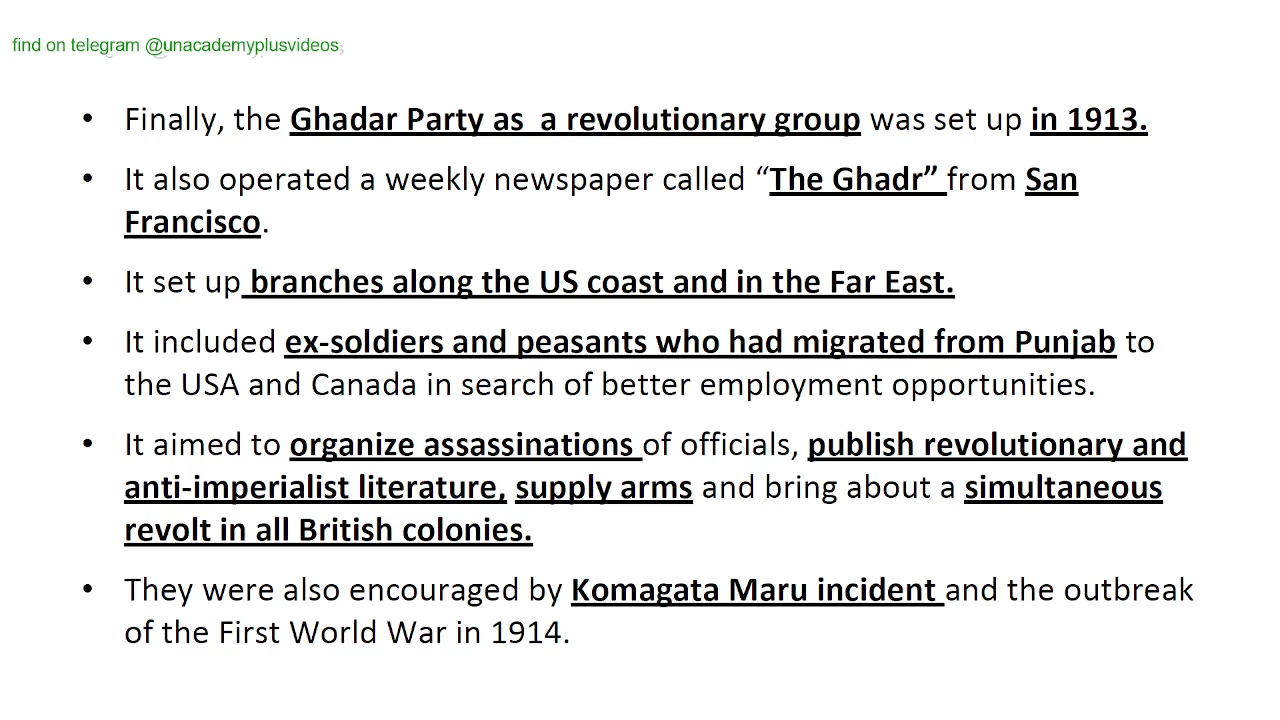 find on telegram @unacademyplusvideos
• Finally, the Ghadar Party as a revolutionary group was set up in 1913.
• It also operated a weekly newspaper called “The Ghadr” from San
Francisco.
• It set up branches along the US coast and in the Far East.
• It included ex-soldiers and peasants who had migrated from Punjab to
the USA and Canada in search of better employment opportunities.
• It aimed to organize assassinations of officials, publish revolutionary and
anti-imperialist literature, supply arms and bring about a simultaneous
revolt in all British colonies.
• They were also encouraged by Komagata Maru incident and the outbreak
of the First World War in 1914.